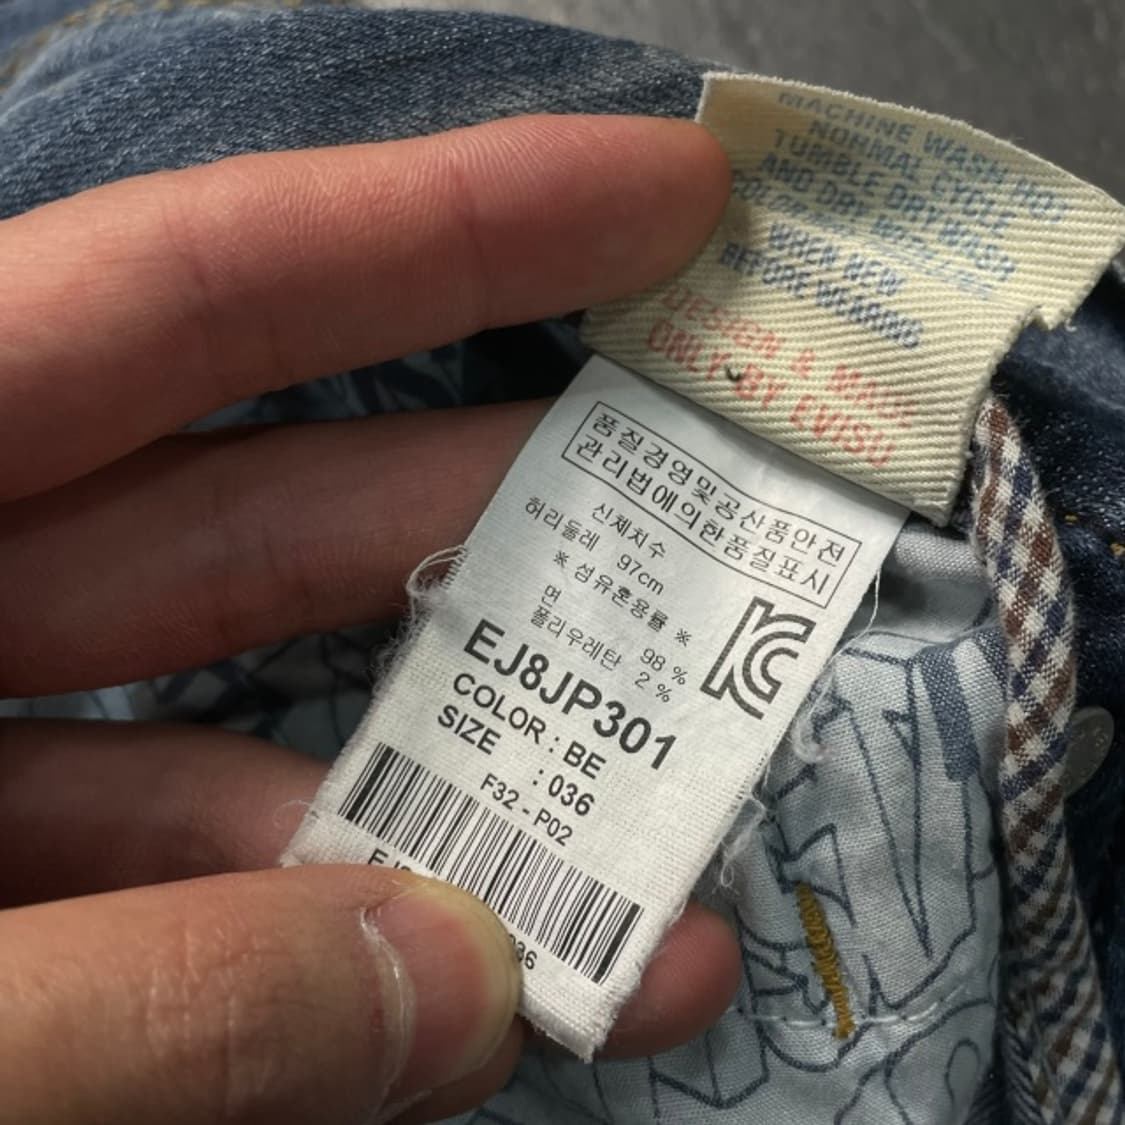 MACHINE WASH HOT
NORMAL CYCLE
TUMBLE DRY WASH
AND DRY
WHEN NEW
BEFORE WEARING
DESIGN & MADE
ONLY BY EVISU
품질경영및공산품안전
관리법에의한품질표시
신체치수
허리둘레 97cm
※ 섬유혼용률 ※
면 98 %
폴리우레탄 2 %
KC
EJ8JP301
COLOR : BE
SIZE : 036
F32 - P02